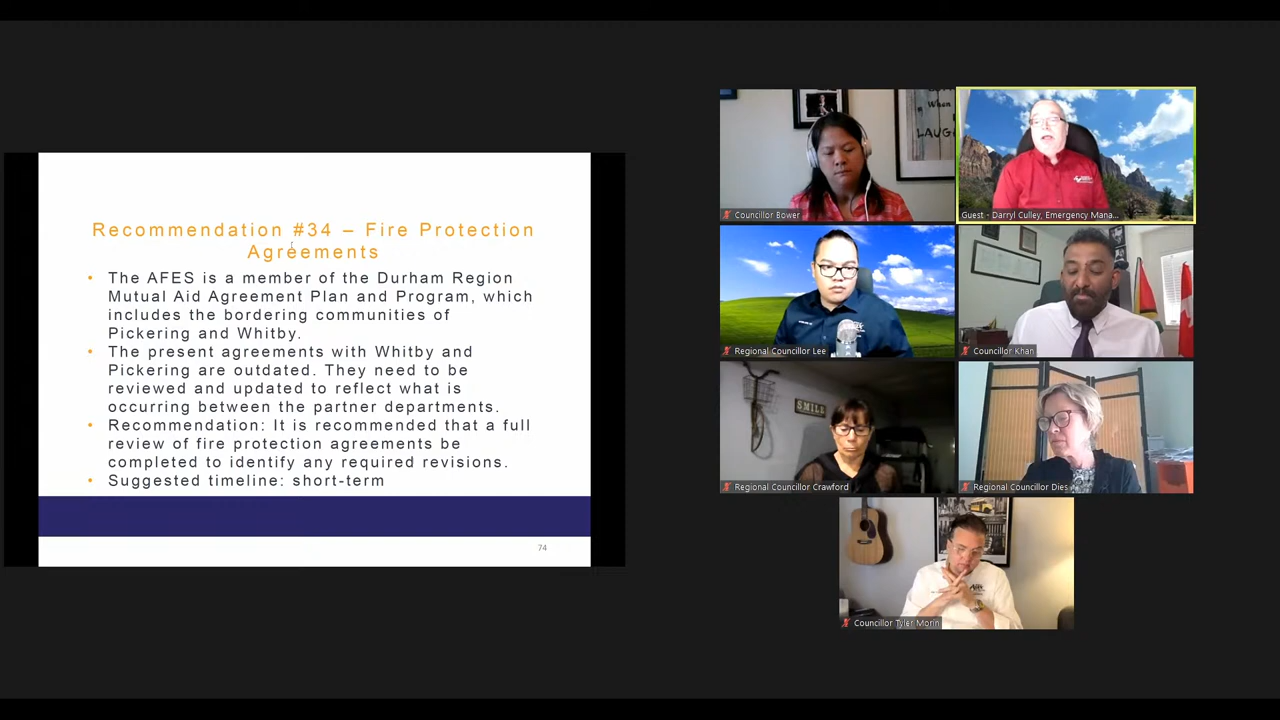 Recommendation #34 – Fire Protection
Agreements
• The AFES is a member of the Durham Region
Mutual Aid Agreement Plan and Program, which
includes the bordering communities of
Pickering and Whitby.
• The present agreements with Whitby and
Pickering are outdated. They need to be
reviewed and updated to reflect what is
occurring between the partner departments.
• Recommendation: It is recommended that a full
review of fire protection agreements be
completed to identify any required revisions.
• Suggested timeline: short-term
74
When
LAUG
Councillor Bower
Guest - Darryl Culley, Emergency Mana...
Regional Councillor Lee
Councillor Khan
SMILE
Regional Councillor Crawford
Regional Councillor Dies
Councillor Tyler Morin